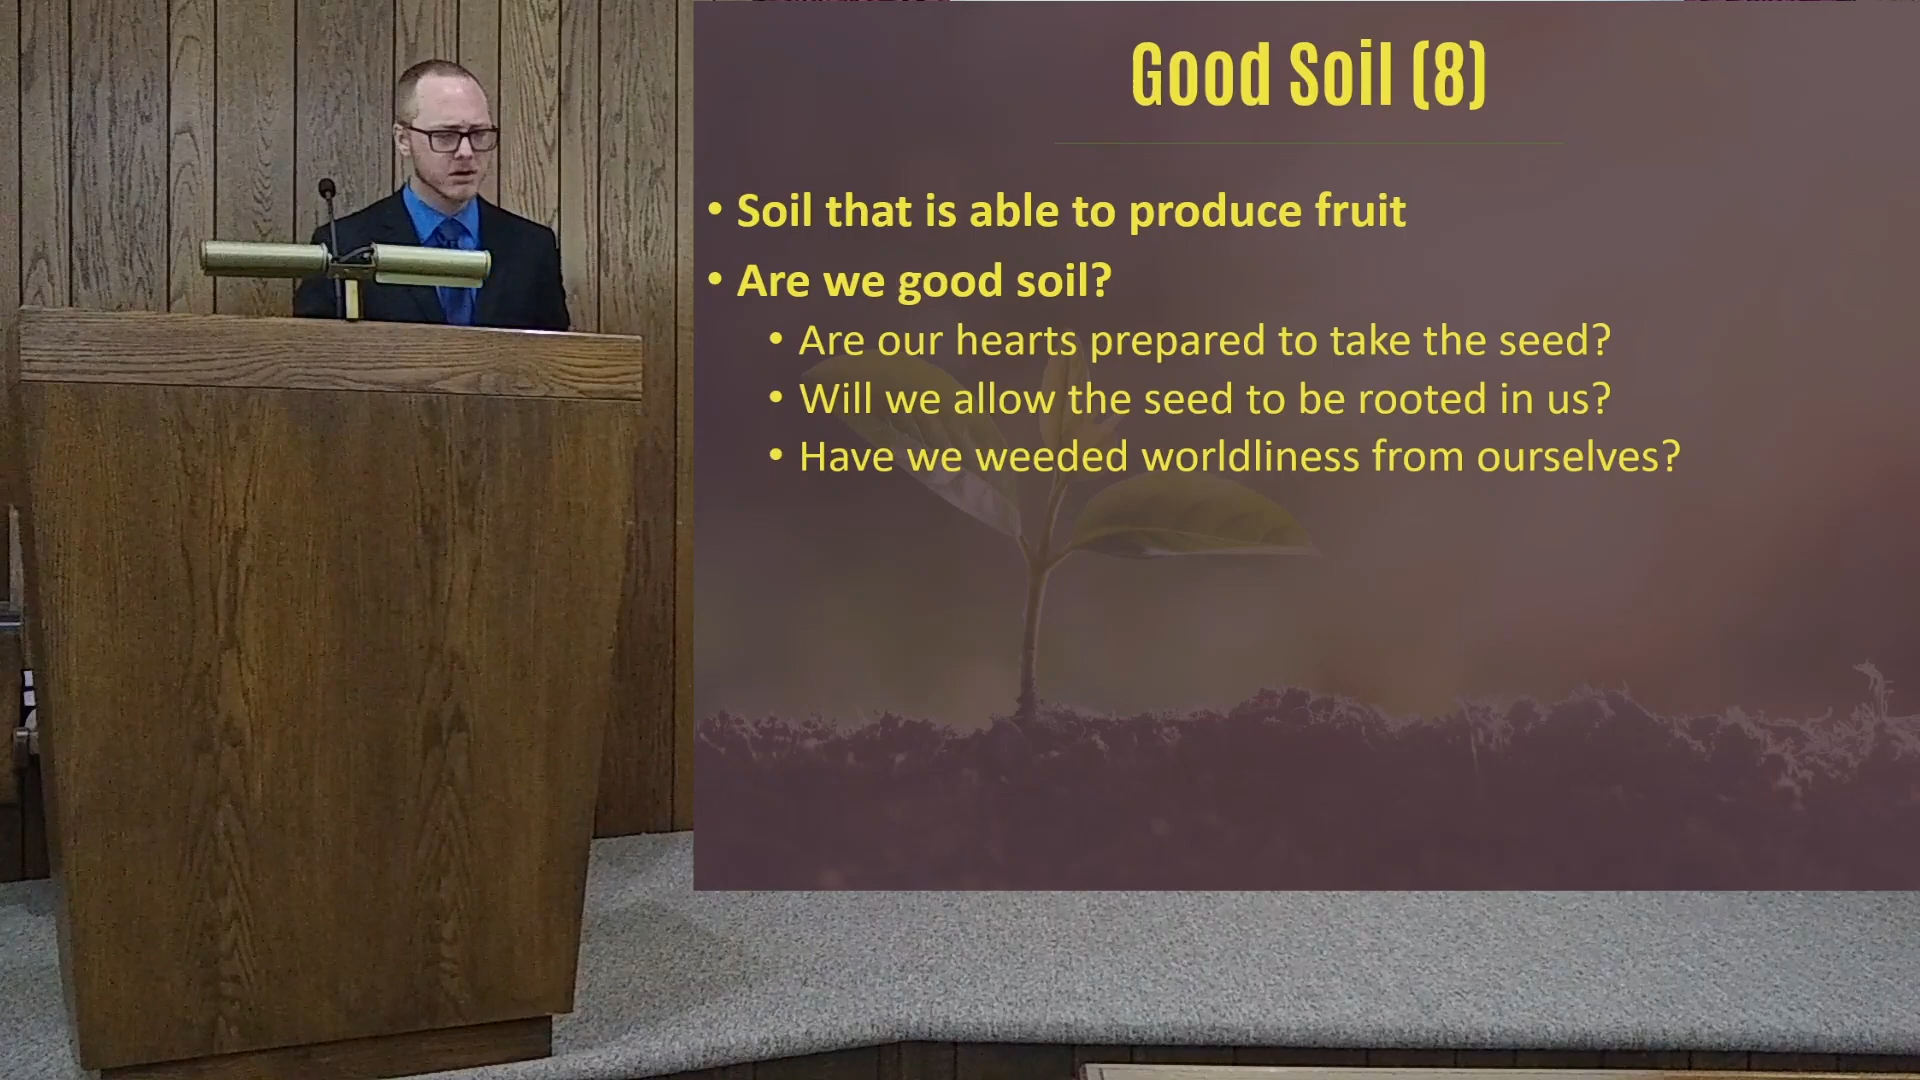 Good Soil (8)
• Soil that is able to produce fruit
• Are we good soil?
• Are our hearts prepared to take the seed?
• Will we allow the seed to be rooted in us?
• Have we weeded worldliness from ourselves?